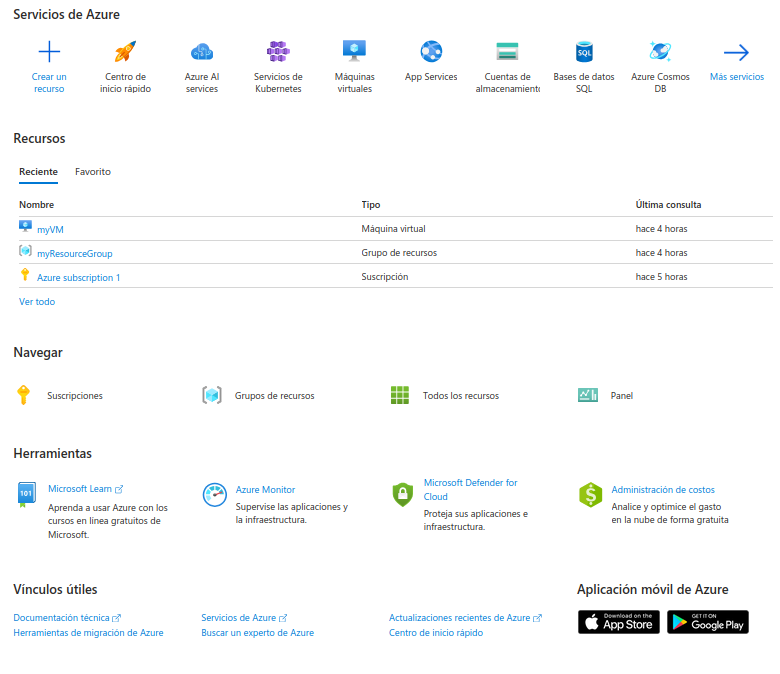 Servicios de Azure
Crear un recurso
Centro de inicio rápido
Azure AI services
Servicios de Kubernetes
Máquinas virtuales
App Services
Cuentas de almacenamiento
Bases de datos SQL
Azure Cosmos DB
Más servicios
Recursos
Reciente Favorito
Nombre Tipo Última consulta
myVM Máquina virtual hace 4 horas
myResourceGroup Grupo de recursos hace 4 horas
Azure subscription 1 Suscripción hace 5 horas
Ver todo
Navegar
Suscripciones Grupos de recursos Todos los recursos Panel
Herramientas
Microsoft Learn
Aprenda a usar Azure con los
cursos en línea gratuitos de
Microsoft.
Azure Monitor
Supervise las aplicaciones y
la infraestructura.
Microsoft Defender for
Cloud
Proteja sus aplicaciones e
infraestructura.
Administración de costos
Analice y optimice el gasto
en la nube de forma gratuita
Vínculos útiles
Documentación técnica Servicios de Azure Actualizaciones recientes de Azure
Herramientas de migración de Azure Buscar un experto de Azure Centro de inicio rápido
Aplicación móvil de Azure
Download on the
App Store
GET IT ON
Google Play
SQL
101